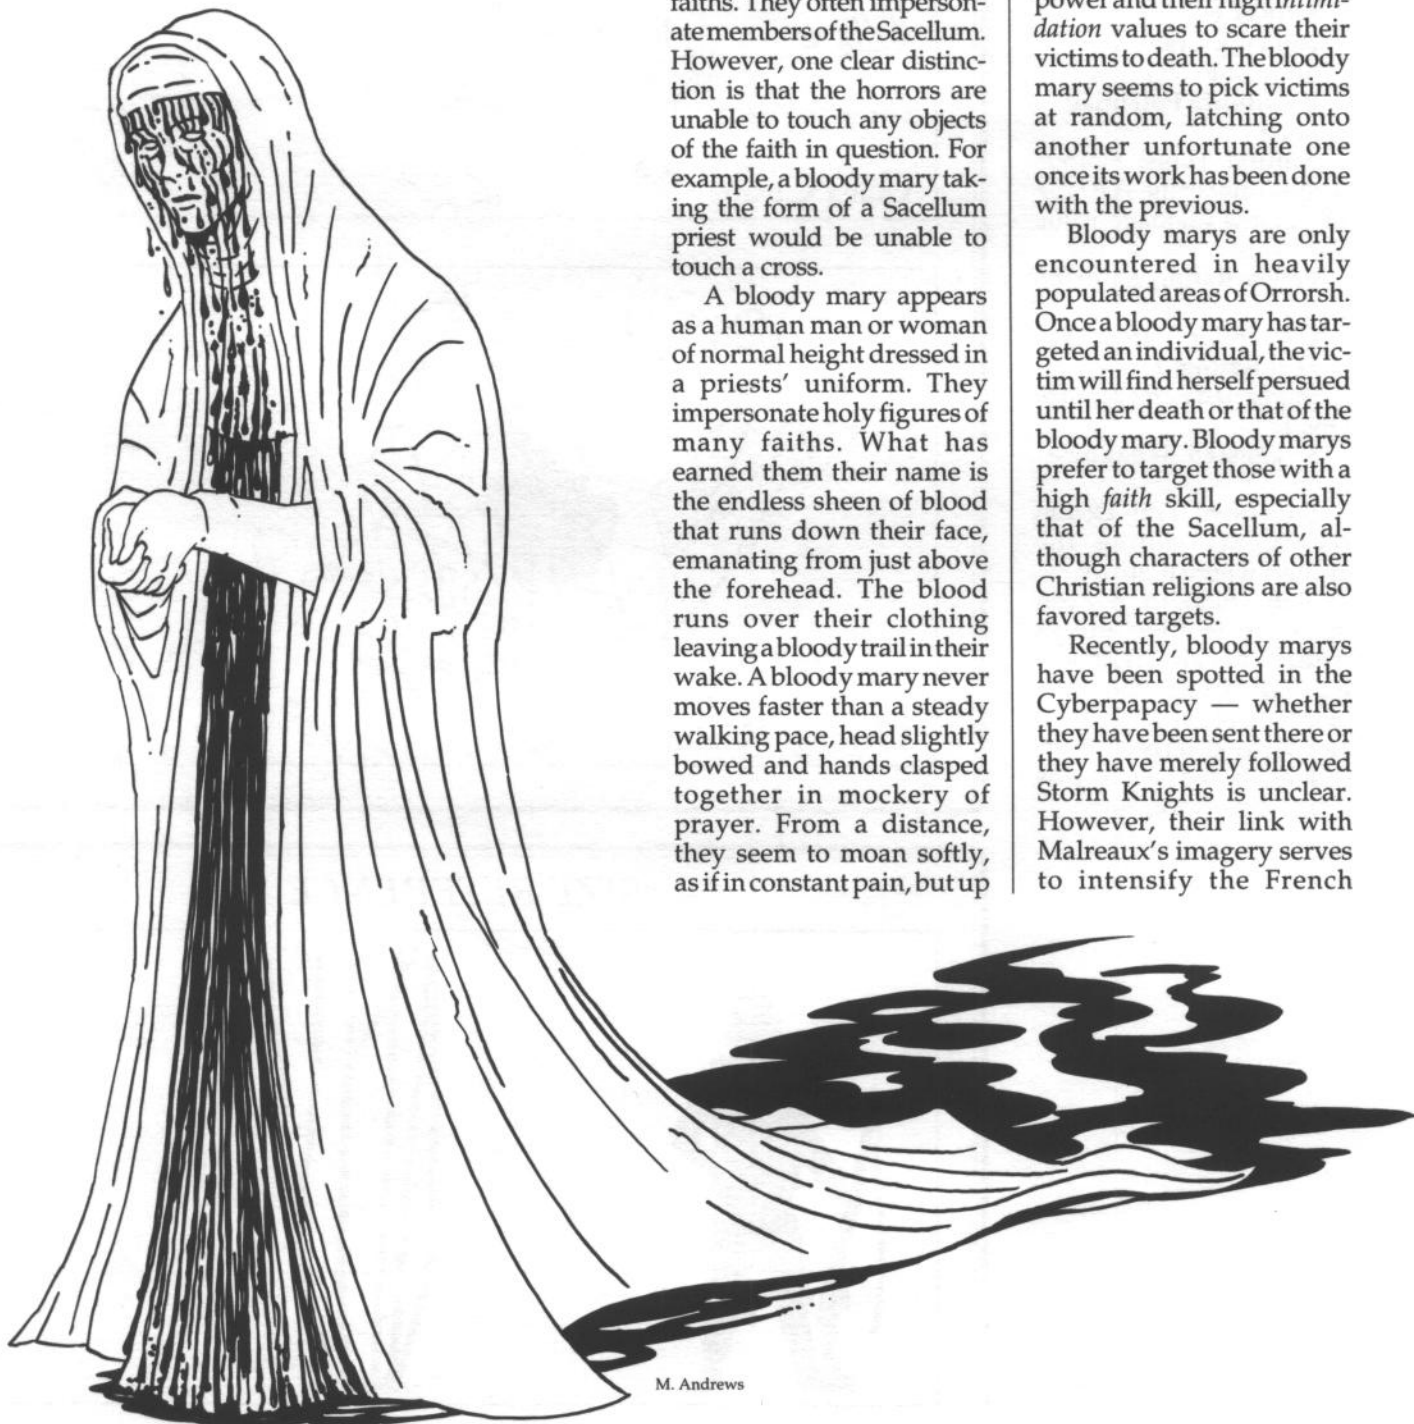 faiths. They often imperson-
ate members of the Sacellum.
However, one clear distinc-
tion is that the horrors are
unable to touch any objects
of the faith in question. For
example, a bloody mary tak-
ing the form of a Sacellum
priest would be unable to
touch a cross.
A bloody mary appears
as a human man or woman
of normal height dressed in
a priests' uniform. They
impersonate holy figures of
many faiths. What has
earned them their name is
the endless sheen of blood
that runs down their face,
emanating from just above
the forehead. The blood
runs over their clothing
leaving a bloody trail in their
wake. A bloody mary never
moves faster than a steady
walking pace, head slightly
bowed and hands clasped
together in mockery of
prayer. From a distance,
they seem to moan softly,
as if in constant pain, but up
power and their high intimi-
dation values to scare their
victims to death. The bloody
mary seems to pick victims
at random, latching onto
another unfortunate one
once its work has been done
with the previous.
Bloody marys are only
encountered in heavily
populated areas of Orrorsh.
Once a bloody mary has tar-
geted an individual, the vic-
tim will find herself persued
until her death or that of the
bloody mary. Bloody marys
prefer to target those with a
high faith skill, especially
that of the Sacellum, al-
though characters of other
Christian religions are also
favored targets.
Recently, bloody marys
have been spotted in the
Cyberpapacy — whether
they have been sent there or
they have merely followed
Storm Knights is unclear.
However, their link with
Malreaux's imagery serves
to intensify the French
M. Andrews